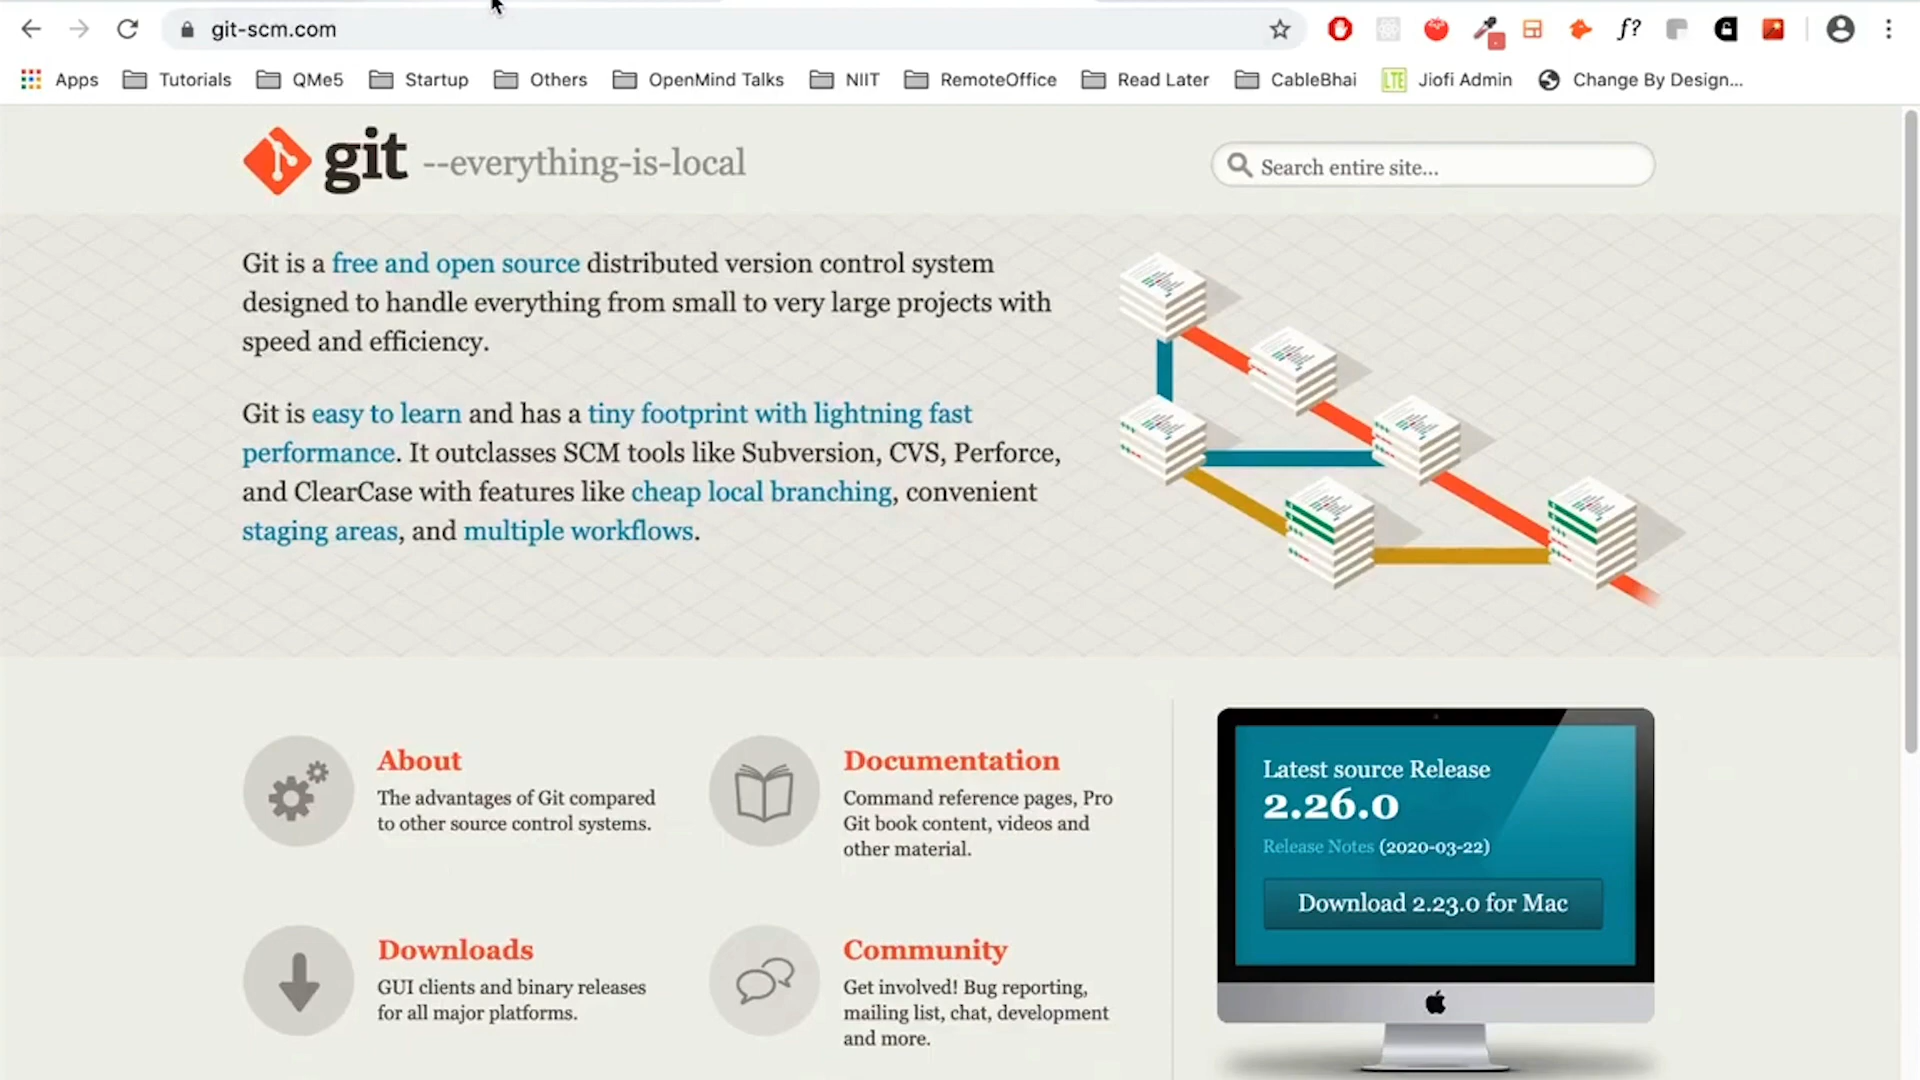 git-scm.com
f?
Apps
Tutorials
QMe5
Startup
Others
OpenMind Talks
NIIT
RemoteOffice
Read Later
CableBhai
LTE
Jiofi Admin
Change By Design...
git --everything-is-local
Search entire site...
Git is a free and open source distributed version control system
designed to handle everything from small to very large projects with
speed and efficiency.
Git is easy to learn and has a tiny footprint with lightning fast
performance. It outclasses SCM tools like Subversion, CVS, Perforce,
and ClearCase with features like cheap local branching, convenient
staging areas, and multiple workflows.
About
The advantages of Git compared
to other source control systems.
Documentation
Command reference pages, Pro
Git book content, videos and
other material.
Downloads
GUI clients and binary releases
for all major platforms.
Community
Get involved! Bug reporting,
mailing list, chat, development
and more.
Latest source Release
2.26.0
Release Notes (2020-03-22)
Download 2.23.0 for Mac